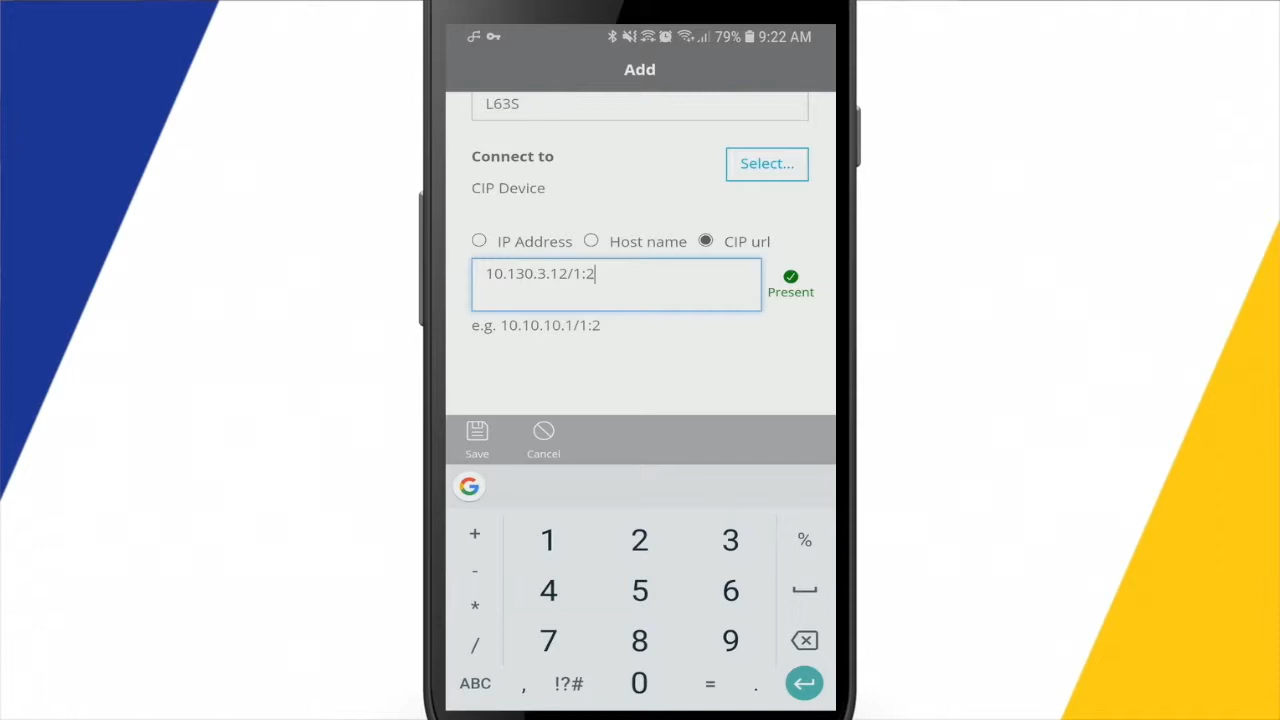 79% 9:22 AM
Add
L63S
Connect to
Select...
CIP Device
IP Address Host name CIP url
10.130.3.12/1:2
Present
e.g. 10.10.10.1/1:2
Save Cancel
G
+ 1 2 3 %
- 4 5 6
*
/ 7 8 9
ABC , !?# 0 = .